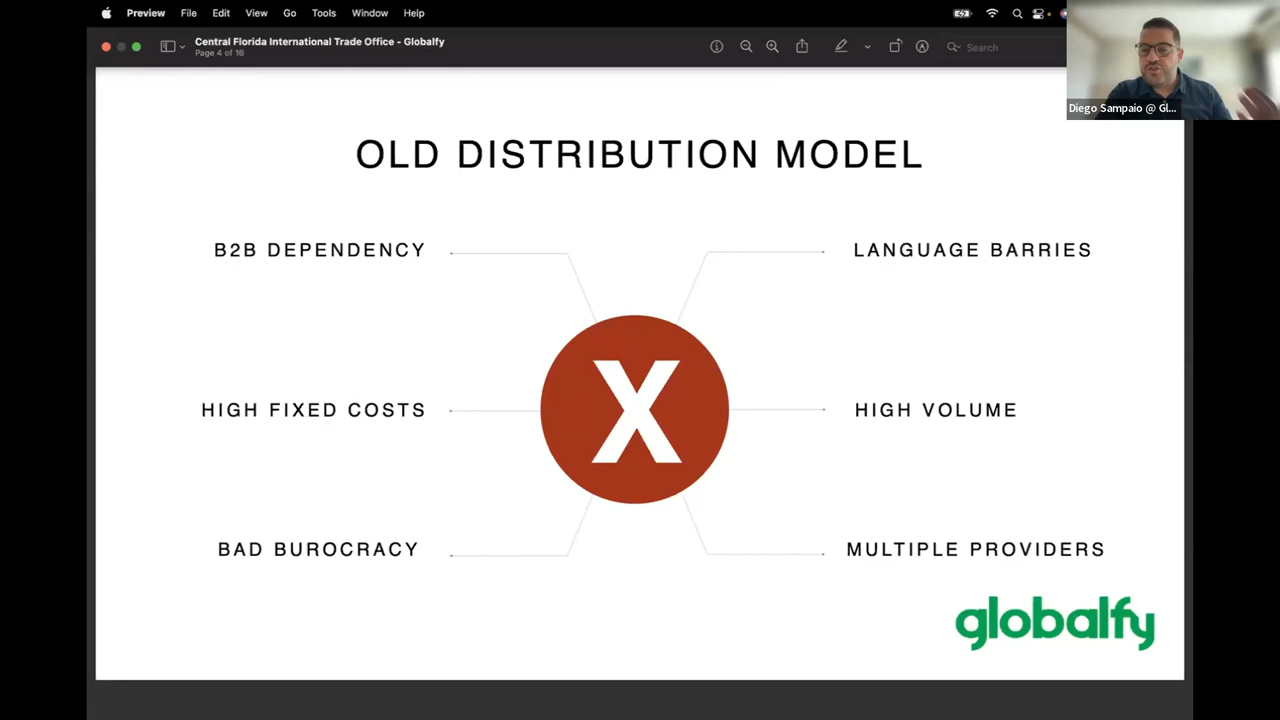 Preview File Edit View Go Tools Window Help
Central Florida International Trade Office - Globalfy
Page 4 of 16
Search
Diego Sampaio @ Gl...
OLD DISTRIBUTION MODEL
B2B DEPENDENCY
LANGUAGE BARRIES
X
HIGH FIXED COSTS
HIGH VOLUME
BAD BUROCRACY
MULTIPLE PROVIDERS
globalfy